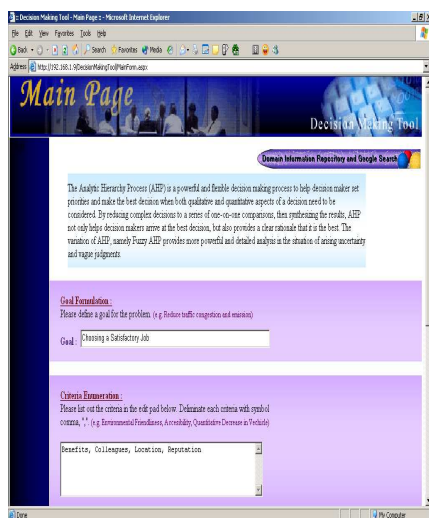 :: Decision Making Tool - Main Page :: - Microsoft Internet Explorer
File Edit View Favorites Tools Help
Back Search Favorites Media
Address http://192.168.1.9/DecisionMakingTool/MainForm.aspx
Main Page
Decision Making Tool
Domain Information Repository and Google Search
The Analytic Hierarchy Process (AHP) is a powerful and flexible decision making process to help decision maker set
priorities and make the best decision when both qualitative and quantitative aspects of a decision need to be
considered. By reducing complex decisions to a series of one-on-one comparisons, then synthesizing the results, AHP
not only helps decision makers arrive at the best decision, but also provides a clear rationale that it is the best. The
variation of AHP, namely Fuzzy AHP provides more powerful and detailed analysis in the situation of arising uncertainty
and vague judgments.
Goal Formulation :
Please define a goal for the problem. (e.g. Reduce traffic congestion and emission)
Goal : Choosing a Satisfactory Job
Criteria Enumeration :
Please list out the criteria in the edit pad below. Delimitate each criteria with symbol
comma, ",". (e.g. Environmental Friendliness, Accesibility, Quantitative Decrease in Vechicle)
Benefits, Colleagues, Location, Reputation
Done My Computer